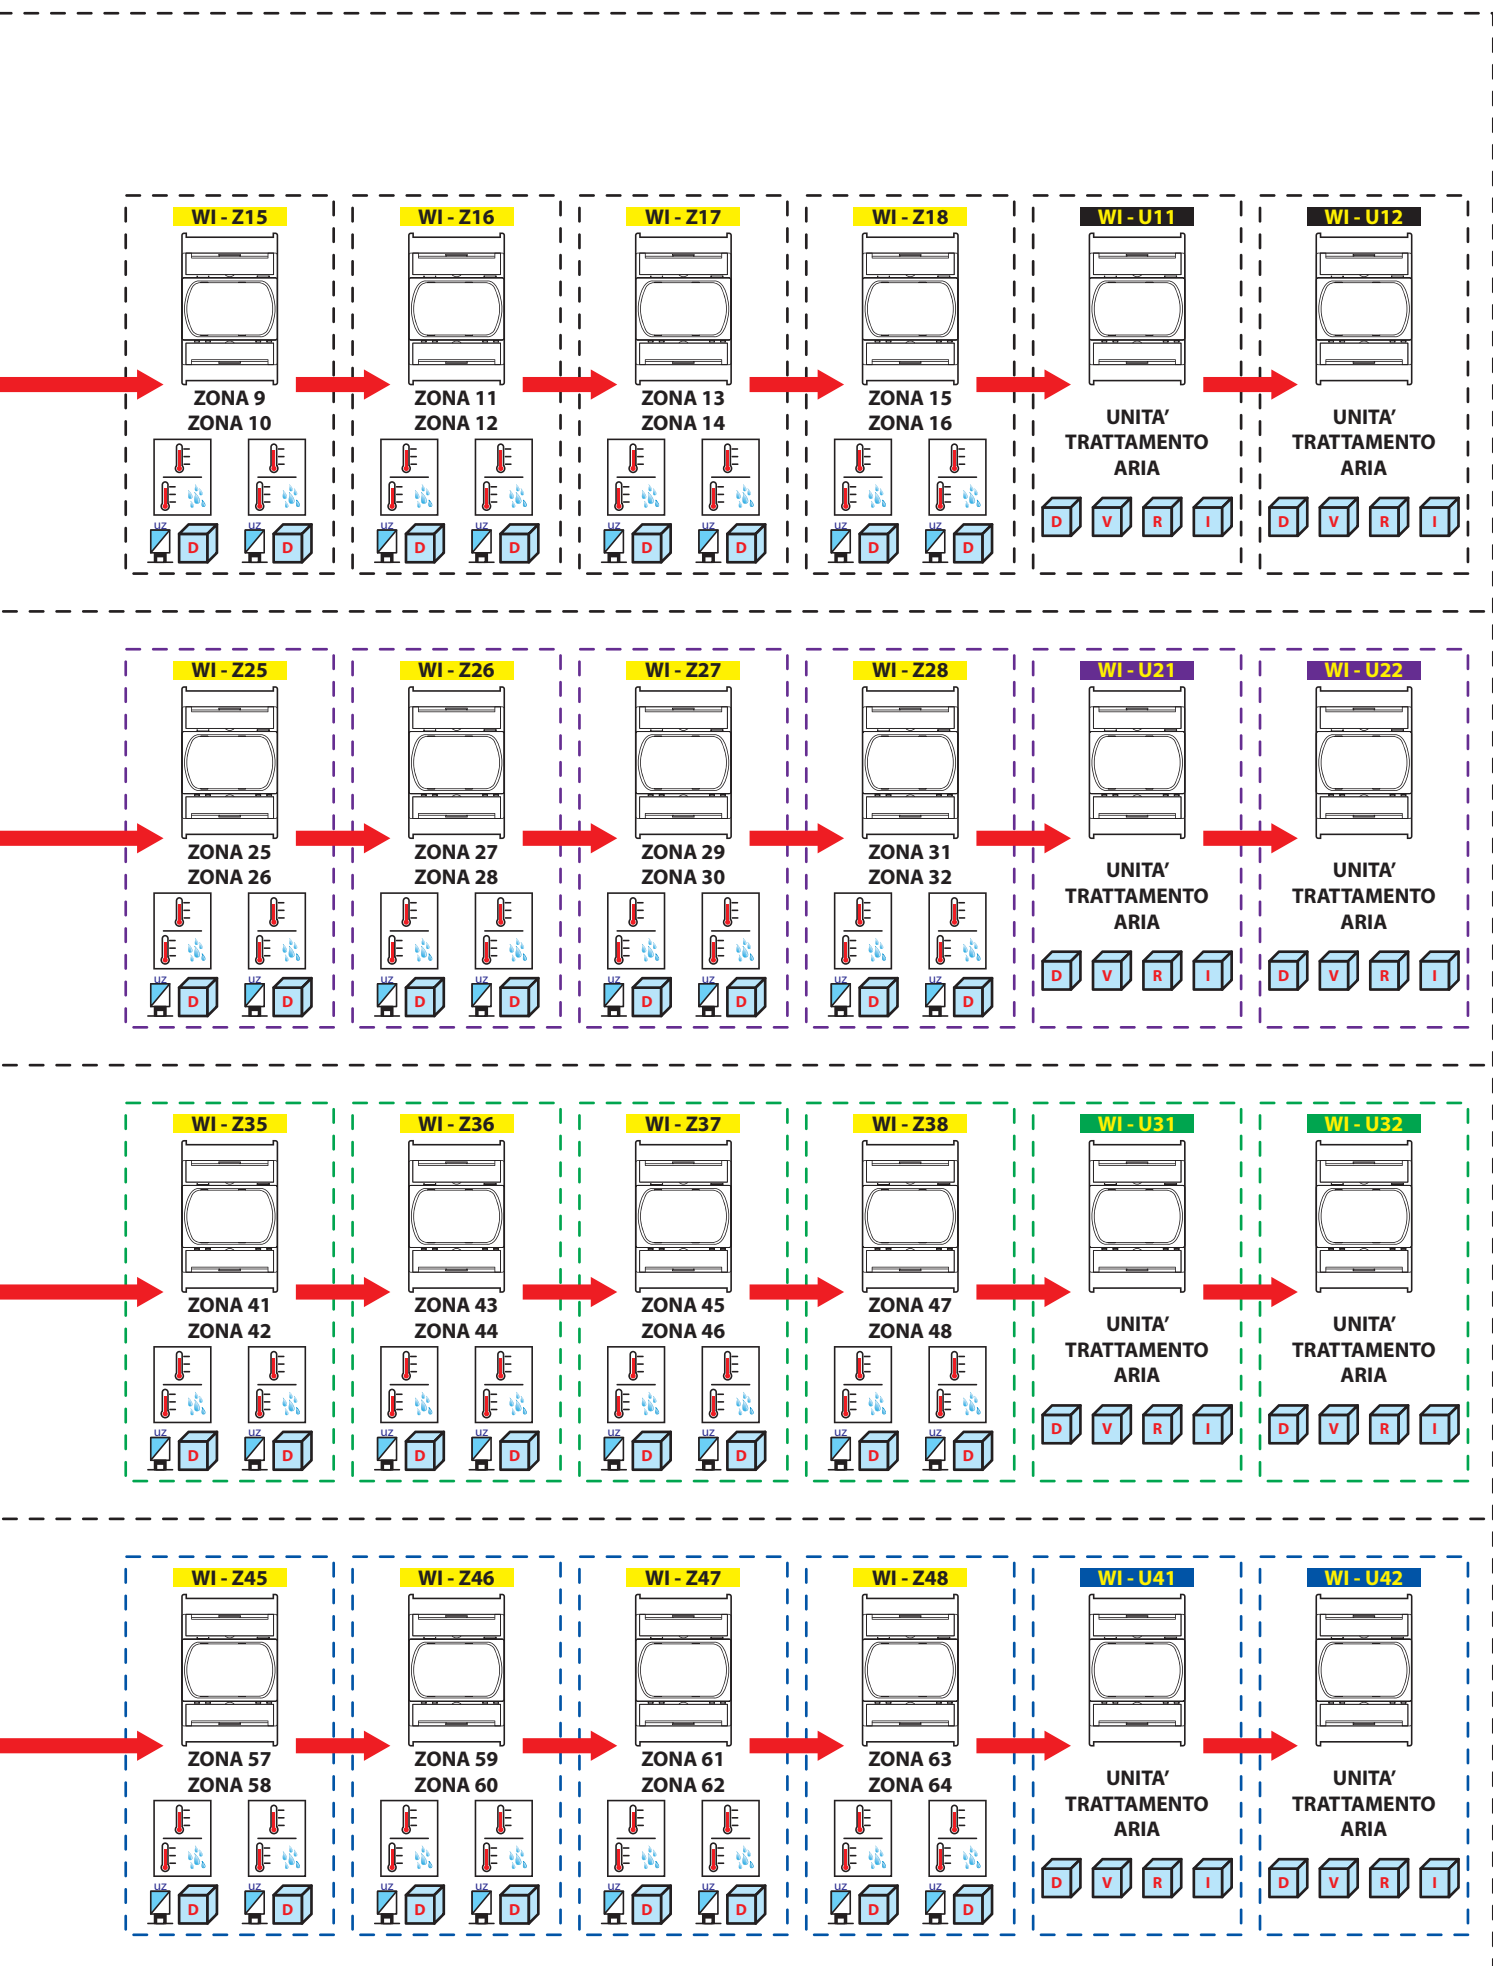 WI - Z15
WI - Z16
WI - Z17
WI - Z18
WI - U11
WI - U12
ZONA 9
ZONA 10
ZONA 11
ZONA 12
ZONA 13
ZONA 14
ZONA 15
ZONA 16
UNITA’
TRATTAMENTO
ARIA
UNITA’
TRATTAMENTO
ARIA
uz D uz D
uz D uz D
uz D uz D
uz D uz D
D V R I
D V R I
WI - Z25
WI - Z26
WI - Z27
WI - Z28
WI - U21
WI - U22
ZONA 25
ZONA 26
ZONA 27
ZONA 28
ZONA 29
ZONA 30
ZONA 31
ZONA 32
UNITA’
TRATTAMENTO
ARIA
UNITA’
TRATTAMENTO
ARIA
uz D uz D
uz D uz D
uz D uz D
uz D uz D
D V R I
D V R I
WI - Z35
WI - Z36
WI - Z37
WI - Z38
WI - U31
WI - U32
ZONA 41
ZONA 42
ZONA 43
ZONA 44
ZONA 45
ZONA 46
ZONA 47
ZONA 48
UNITA’
TRATTAMENTO
ARIA
UNITA’
TRATTAMENTO
ARIA
uz D uz D
uz D uz D
uz D uz D
uz D uz D
D V R I
D V R I
WI - Z45
WI - Z46
WI - Z47
WI - Z48
WI - U41
WI - U42
ZONA 57
ZONA 58
ZONA 59
ZONA 60
ZONA 61
ZONA 62
ZONA 63
ZONA 64
UNITA’
TRATTAMENTO
ARIA
UNITA’
TRATTAMENTO
ARIA
uz D uz D
uz D uz D
uz D uz D
uz D uz D
D V R I
D V R I